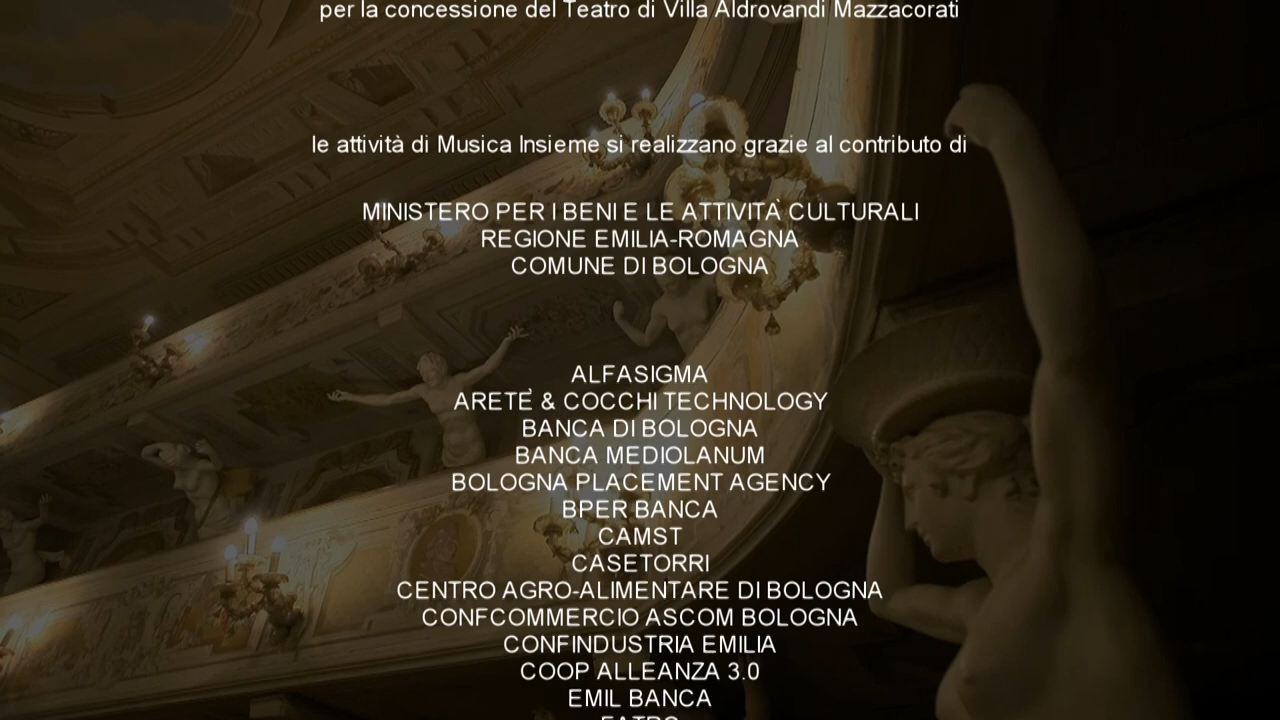 per la concessione del Teatro di Villa Aldrovandi Mazzacorati
le attività di Musica Insieme si realizzano grazie al contributo di
MINISTERO PER I BENI E LE ATTIVITÀ CULTURALI
REGIONE EMILIA-ROMAGNA
COMUNE DI BOLOGNA
ALFASIGMA
ARETE' & COCCHI TECHNOLOGY
BANCA DI BOLOGNA
BANCA MEDIOLANUM
BOLOGNA PLACEMENT AGENCY
BPER BANCA
CAMST
CASETORRI
CENTRO AGRO-ALIMENTARE DI BOLOGNA
CONFCOMMERCIO ASCOM BOLOGNA
CONFINDUSTRIA EMILIA
COOP ALLEANZA 3.0
EMIL BANCA